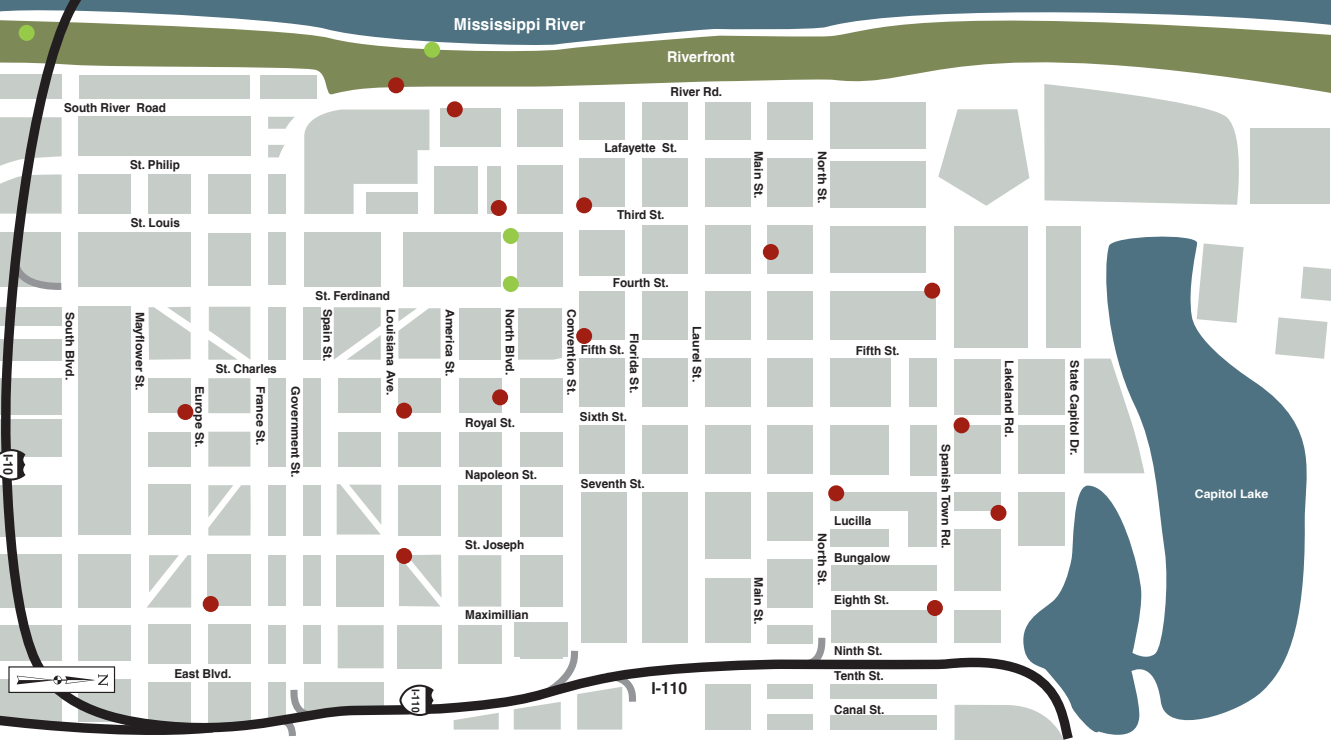 Mississippi River
Riverfront
River Rd.
South River Road
Lafayette St.
St. Philip
Main St.
North St.
Third St.
St. Louis
Fourth St.
St. Ferdinand
South Blvd.
Mayflower St.
Spain St.
Louisiana Ave.
America St.
North Blvd.
Convention St.
Florida St.
Laurel St.
Fifth St.
Fifth St.
St. Charles
Europe St.
France St.
Government St.
Lakeland Rd.
State Capitol Dr.
Royal St.
Sixth St.
Spanish Town Rd.
I-10
Napoleon St.
Seventh St.
Capitol Lake
Lucilla
St. Joseph
North St.
Bungalow
Main St.
Eighth St.
Maximillian
Ninth St.
East Blvd.
Tenth St.
N
I-110
I-110
Canal St.